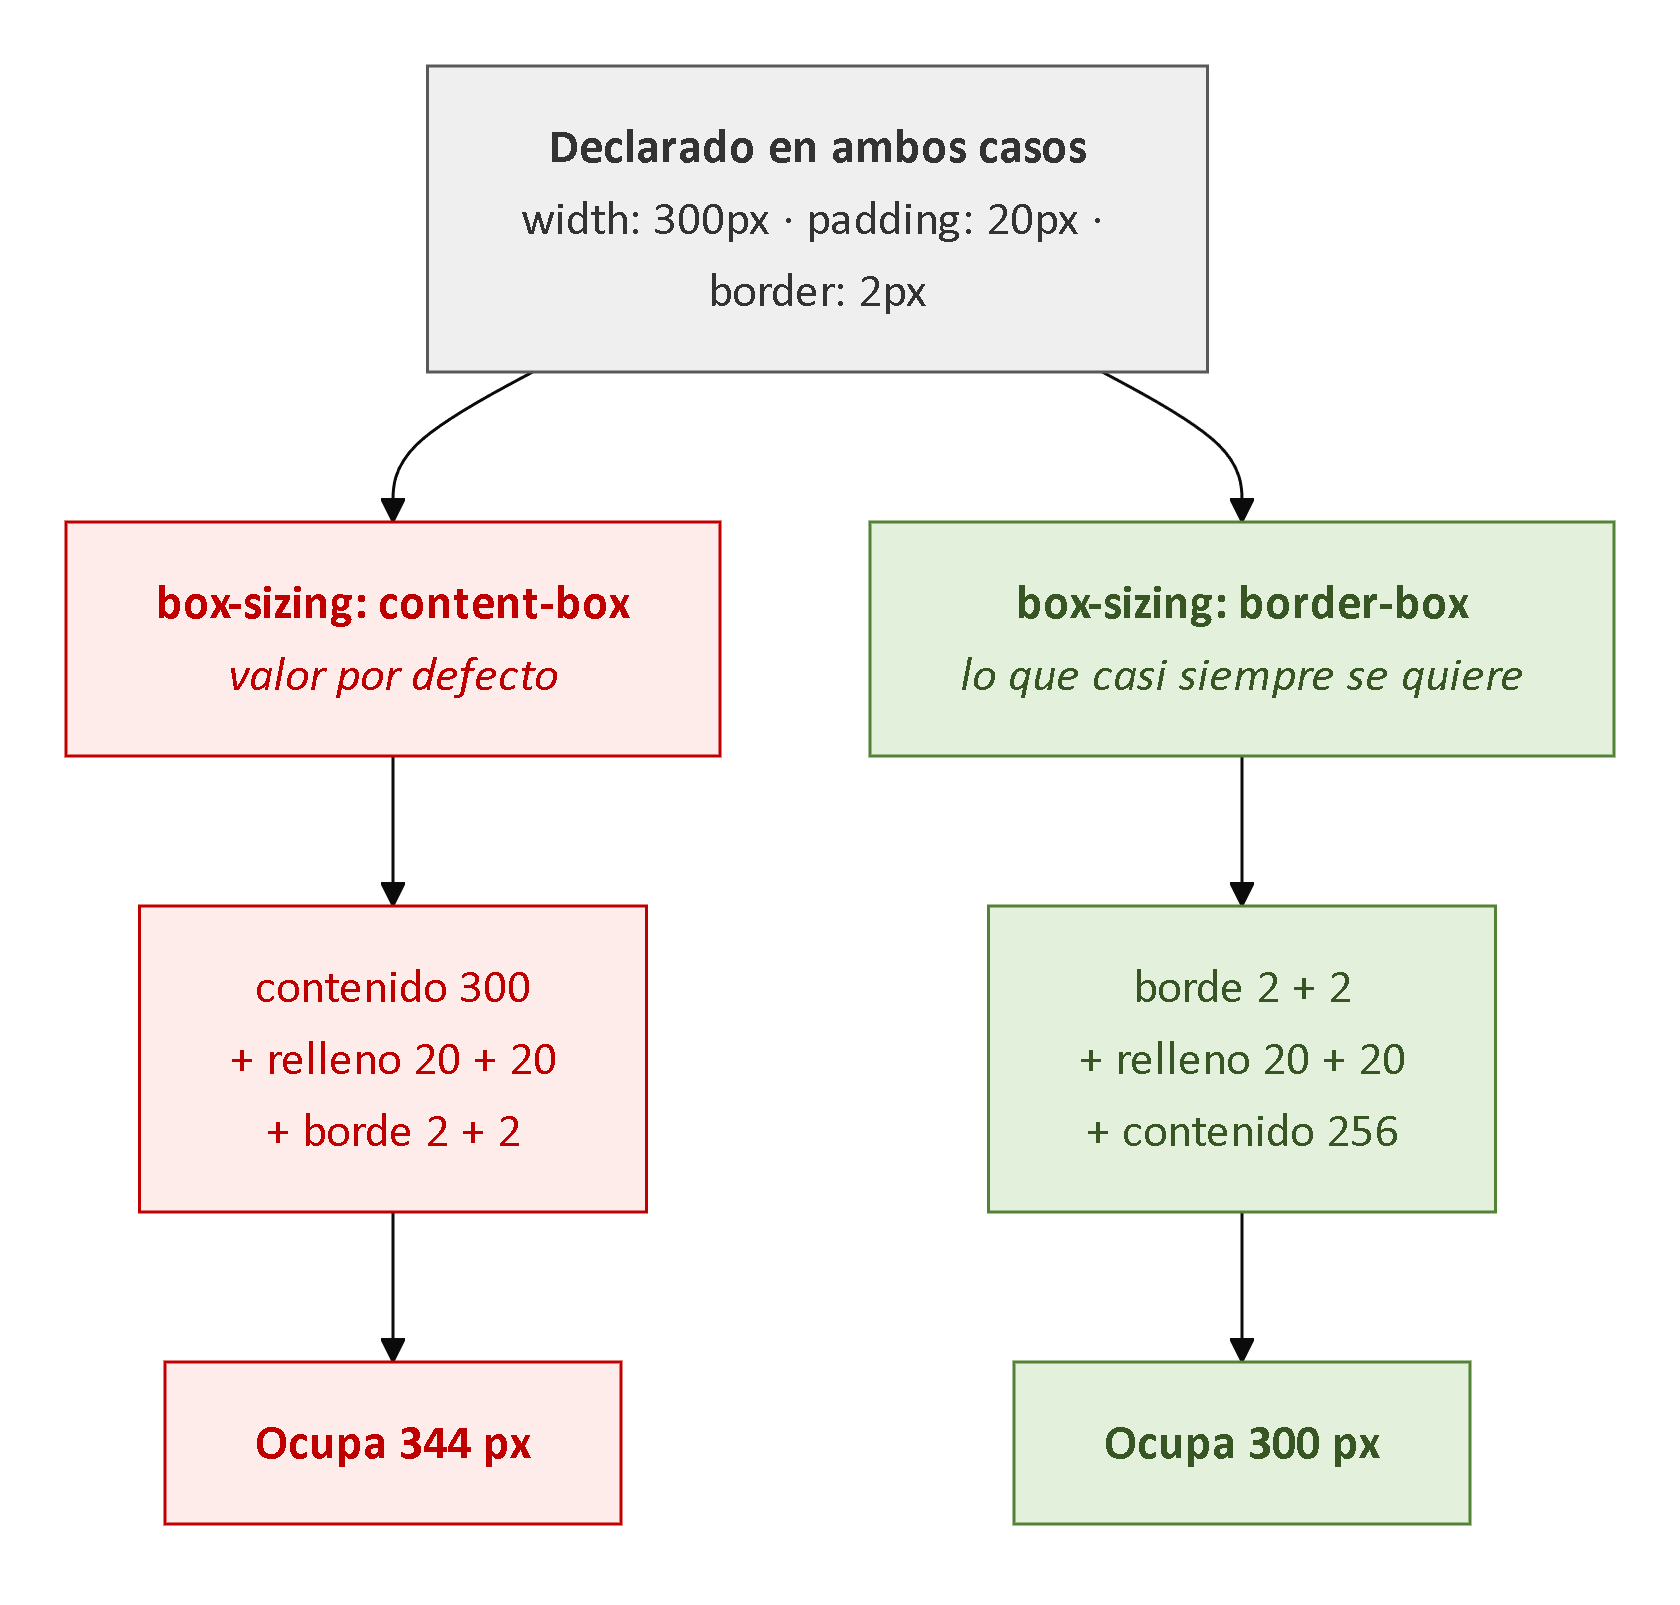 Declarado en ambos casos
width: 300px · padding: 20px ·
border: 2px
box-sizing: content-box
valor por defecto
box-sizing: border-box
lo que casi siempre se quiere
contenido 300
+ relleno 20 + 20
+ borde 2 + 2
borde 2 + 2
+ relleno 20 + 20
+ contenido 256
Ocupa 344 px
Ocupa 300 px